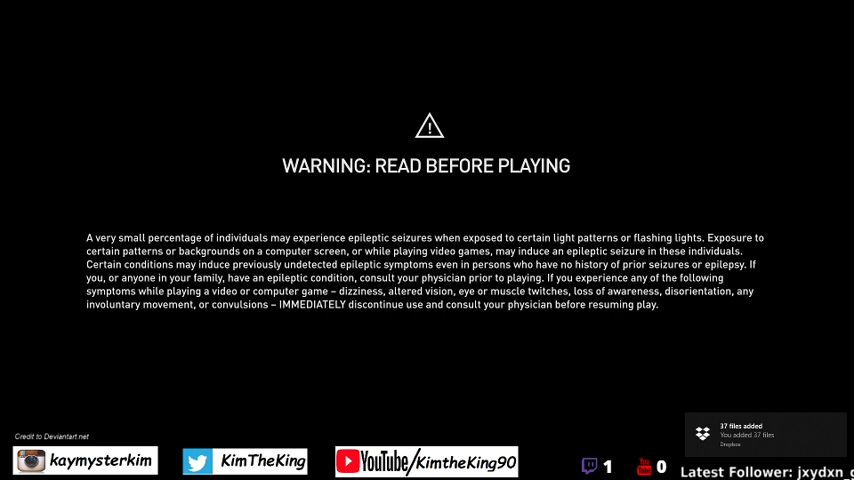 WARNING: READ BEFORE PLAYING
A very small percentage of individuals may experience epileptic seizures when exposed to certain light patterns or flashing lights. Exposure to
certain patterns or backgrounds on a computer screen, or while playing video games, may induce an epileptic seizure in these individuals.
Certain conditions may induce previously undetected epileptic symptoms even in persons who have no history of prior seizures or epilepsy. If
you, or anyone in your family, have an epileptic condition, consult your physician prior to playing. If you experience any of the following
symptoms while playing a video or computer game – dizziness, altered vision, eye or muscle twitches, loss of awareness, disorientation, any
involuntary movement, or convulsions – IMMEDIATELY discontinue use and consult your physician before resuming play.
37 files added
You added 37 files
Dropbox
Credit to Deviantart.net
kaymysterkim
KimTheKing
YouTube/KimtheKing90
1
You Tube
0
Latest Follower: jxydxn_